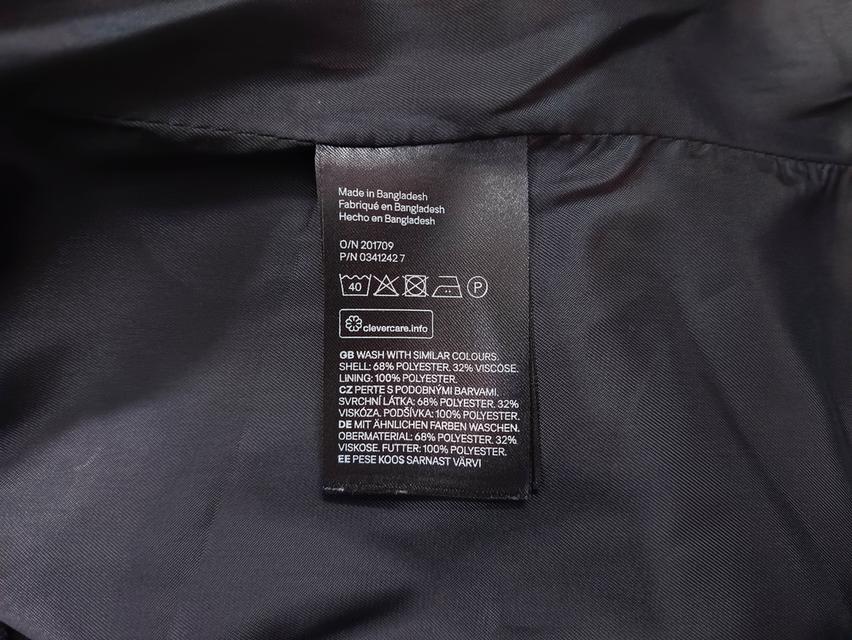 Made in Bangladesh
Fabriqué en Bangladesh
Hecho en Bangladesh
O/N 201709
P/N 0341242 7
40 P
clevercare.info
GB WASH WITH SIMILAR COLOURS.
SHELL: 68% POLYESTER. 32% VISCOSE.
LINING: 100% POLYESTER.
CZ PERTE S PODOBNÝMI BARVAMI.
SVRCHNÍ LÁTKA: 68% POLYESTER. 32%
VISKÓZA. PODŠÍVKA: 100% POLYESTER.
DE MIT ÄHNLICHEN FARBEN WASCHEN.
OBERMATERIAL: 68% POLYESTER. 32%
VISKOSE. FUTTER: 100% POLYESTER.
EE PESE KOOS SARNAST VÄRVI